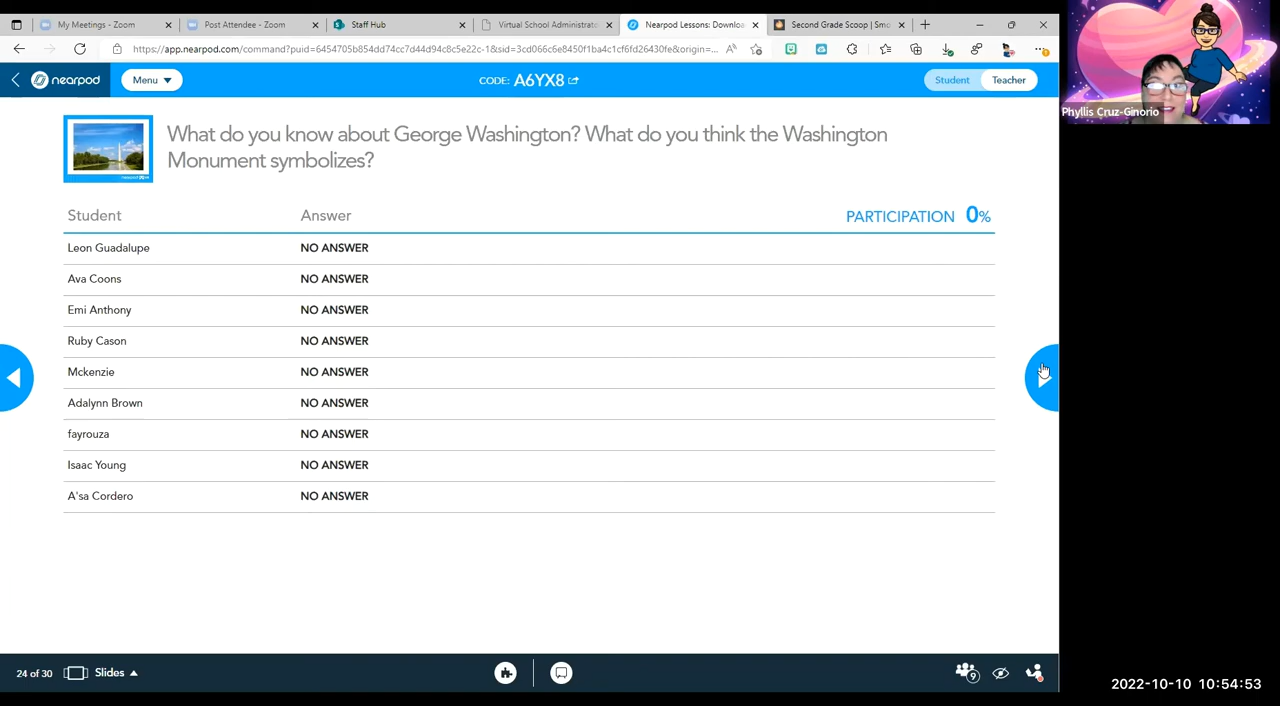 My Meetings - Zoom
Post Attendee - Zoom
Staff Hub
Virtual School Administrato
Nearpod Lessons: Downloa
Second Grade Scoop | Smo
https://app.nearpod.com/command?puid=6454705b854dd74cc7d44d94c8c5e22c-1&sid=3cd066c6e8450f1ba4c1cf6fd26430fe&origin=...
nearpod
Menu
CODE: A6YX8
Student
Teacher
Phyllis Cruz-Ginorio
What do you know about George Washington? What do you think the Washington
Monument symbolizes?
Student
Answer
PARTICIPATION 0%
Leon Guadalupe NO ANSWER
Ava Coons NO ANSWER
Emi Anthony NO ANSWER
Ruby Cason NO ANSWER
Mckenzie NO ANSWER
Adalynn Brown NO ANSWER
fayrouza NO ANSWER
Isaac Young NO ANSWER
A'sa Cordero NO ANSWER
24 of 30
Slides
9
2022-10-10 10:54:53